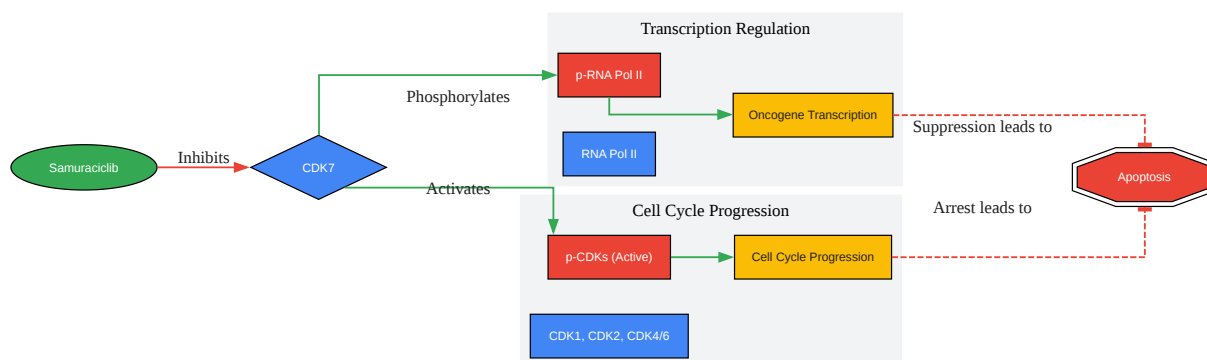 Transcription Regulation
p-RNA Pol II
Phosphorylates
Oncogene Transcription
Suppression leads to
RNA Pol II
Samuraciclib
Inhibits
CDK7
Apoptosis
Activates
Arrest leads to
Cell Cycle Progression
p-CDKs (Active)
Cell Cycle Progression
CDK1, CDK2, CDK4/6